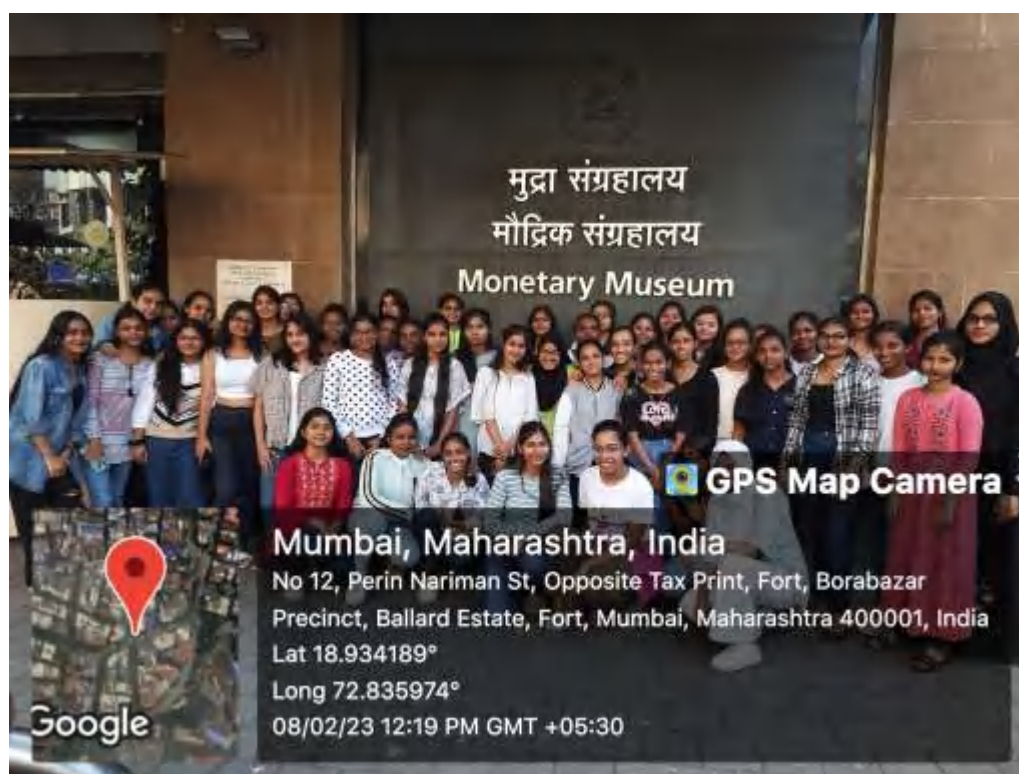 मुद्रा संग्रहालय
मौद्रिक संग्रहालय
Monetary Museum
GPS Map Camera
Mumbai, Maharashtra, India
No 12, Perin Nariman St, Opposite Tax Print, Fort, Borabazar
Precinct, Ballard Estate, Fort, Mumbai, Maharashtra 400001, India
Lat 18.934189°
Long 72.835974°
08/02/23 12:19 PM GMT +05:30
Google